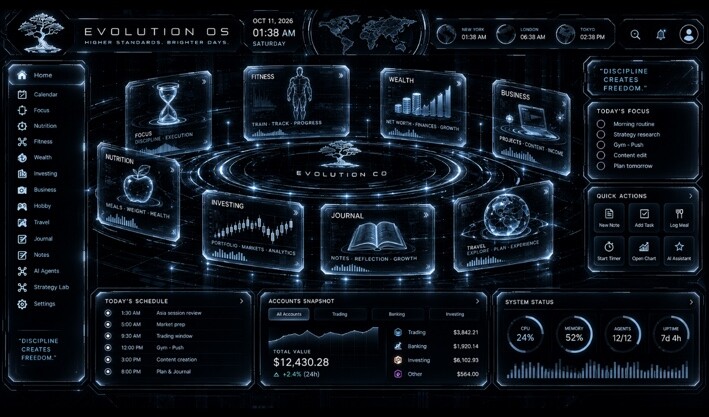 EVOLUTION OS
HIGHER STANDARDS. BRIGHTER DAYS.
OCT 11, 2026
01:38 AM
SATURDAY
NEW YORK
01:38 AM
LONDON
06:38 AM
TOKYO
02:38 PM
Home
Calendar
Focus
Nutrition
Fitness
Wealth
Investing
Business
Hobby
Travel
Journal
Notes
AI Agents
Strategy Lab
Settings
"DISCIPLINE
CREATES
FREEDOM."
FOCUS
DISCIPLINE · EXECUTION
FITNESS
TRAIN · TRACK · PROGRESS
WEALTH
NET WORTH · FINANCES · GROWTH
BUSINESS
PROJECTS · CONTENT · INCOME
NUTRITION
MEALS · WEIGHT · HEALTH
EVOLUTION CO
INVESTING
PORTFOLIO · MARKETS · ANALYTICS
JOURNAL
NOTES · REFLECTION · GROWTH
TRAVEL
EXPLORE · PLAN · EXPERIENCE
"DISCIPLINE
CREATES
FREEDOM."
TODAY'S FOCUS
Morning routine
Strategy research
Gym - Push
Content edit
Plan tomorrow
QUICK ACTIONS
New Note
Add Task
Log Meal
Start Timer
Open Chart
AI Assistant
TODAY'S SCHEDULE
1:30 AM Asia session review
5:00 AM Market prep
9:30 AM Trading window
12:00 PM Gym - Push
3:00 PM Content creation
8:00 PM Plan & Journal
ACCOUNTS SNAPSHOT
All Accounts Trading Banking Investing
TOTAL VALUE
$12,430.28
+2.4% (24h)
Trading $3,842.21
Banking $1,920.14
Investing $6,102.93
Other $564.00
SYSTEM STATUS
CPU
24%
MEMORY
52%
AGENTS
12/12
UPTIME
7d 4h